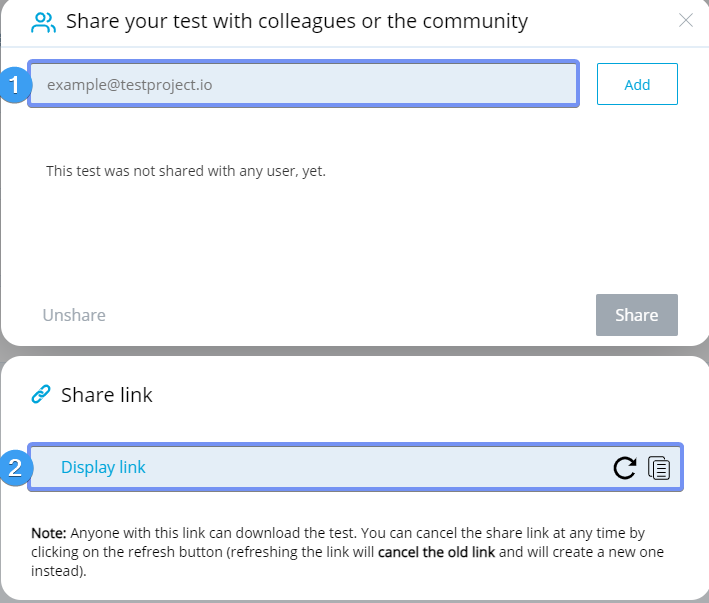 Share your test with colleagues or the community
1
example@testproject.io
Add
This test was not shared with any user, yet.
Unshare
Share
Share link
2
Display link
Note: Anyone with this link can download the test. You can cancel the share link at any time by
clicking on the refresh button (refreshing the link will cancel the old link and will create a new one
instead).